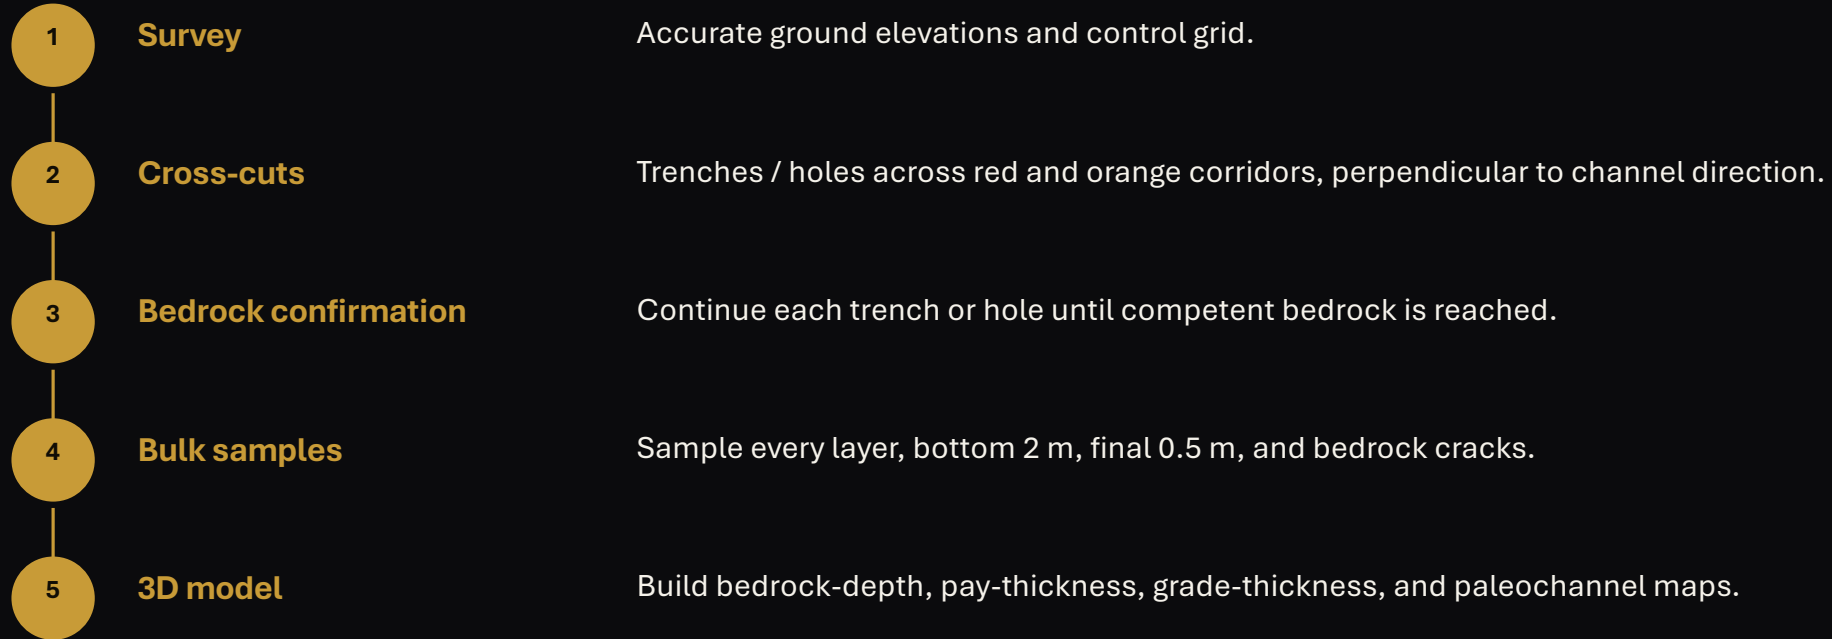 1 Survey Accurate ground elevations and control grid.
2 Cross-cuts Trenches / holes across red and orange corridors, perpendicular to channel direction.
3 Bedrock confirmation Continue each trench or hole until competent bedrock is reached.
4 Bulk samples Sample every layer, bottom 2 m, final 0.5 m, and bedrock cracks.
5 3D model Build bedrock-depth, pay-thickness, grade-thickness, and paleochannel maps.